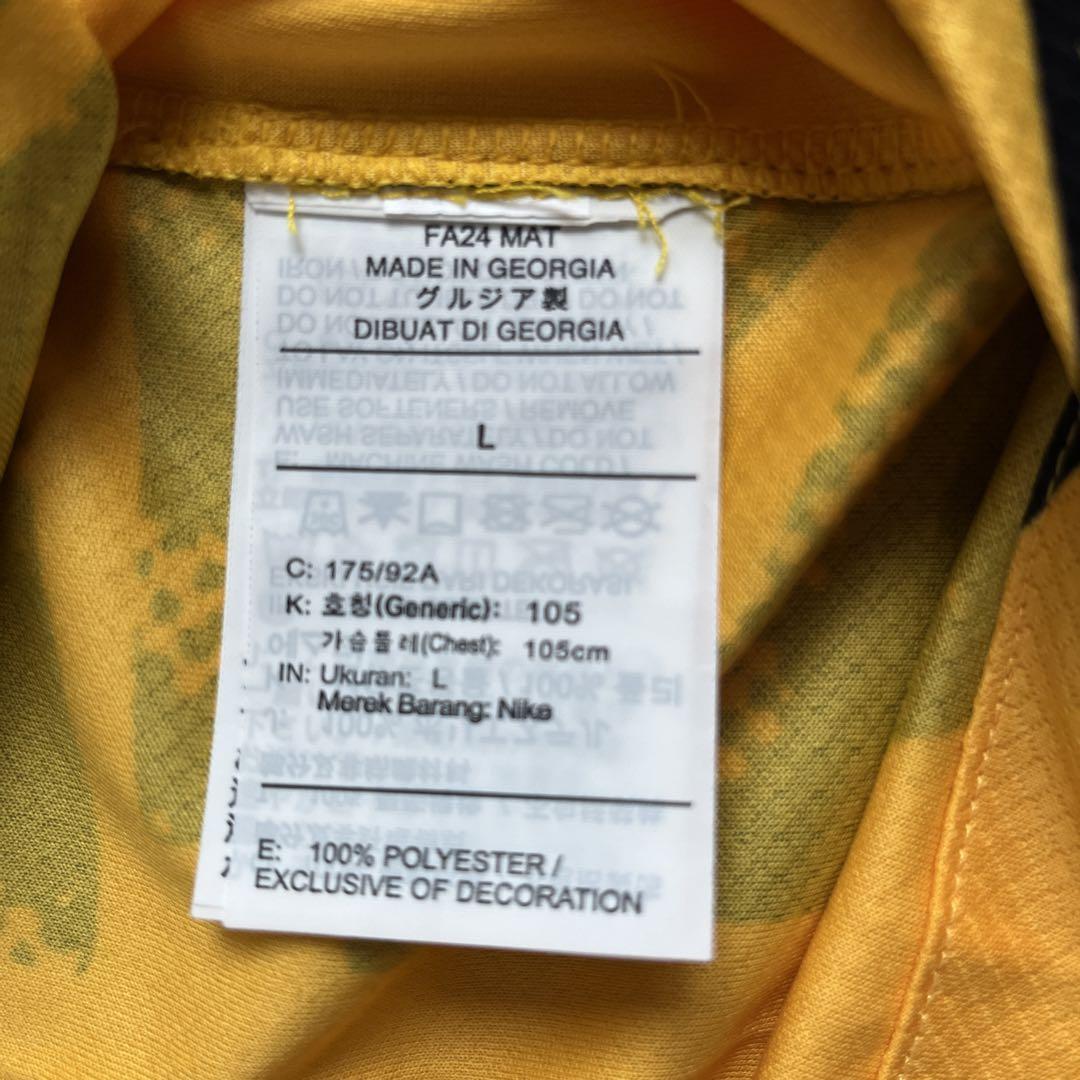 FA24 MAT
MADE IN GEORGIA
グルジア製
DIBUAT DI GEORGIA
L
C: 175/92A
K: 호칭(Generic): 105
가슴둘레(Chest): 105cm
IN: Ukuran: L
Merek Barang: Nike
E: 100% POLYESTER /
EXCLUSIVE OF DECORATION